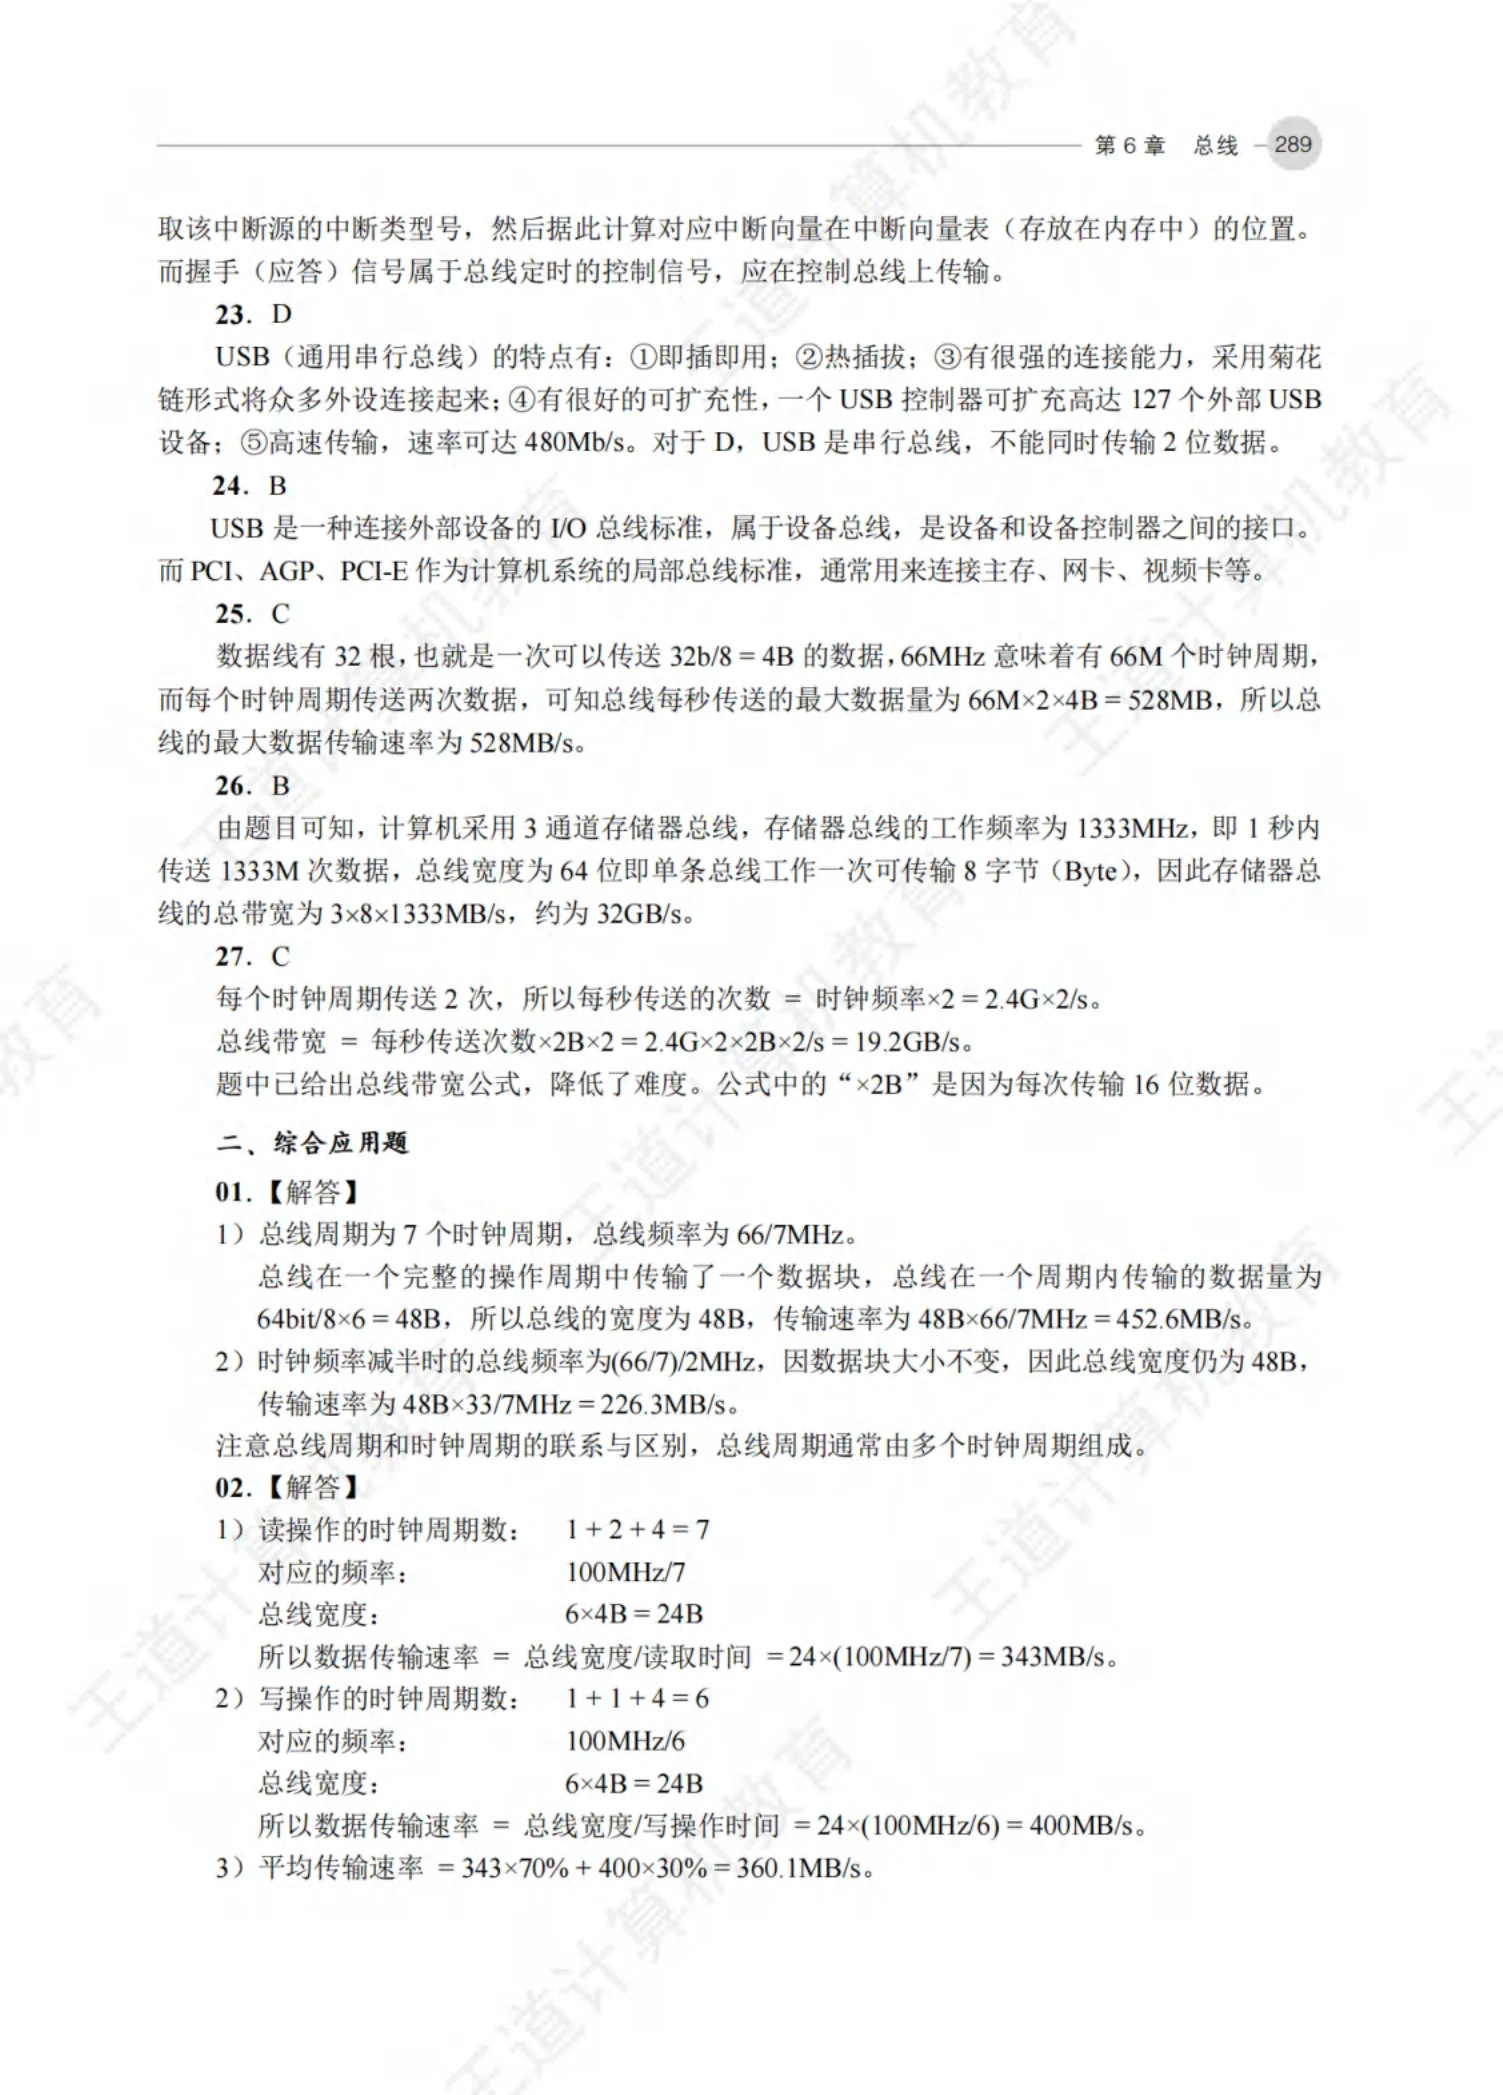 第 6 章 总线 289
取该中断源的中断类型号，然后据此计算对应中断向量在中断向量表（存放在内存中）的位置。
而握手（应答）信号属于总线定时的控制信号，应在控制总线上传输。
23．D
USB（通用串行总线）的特点有：①即插即用；②热插拔；③有很强的连接能力，采用菊花
链形式将众多外设连接起来；④有很好的可扩充性，一个 USB 控制器可扩充高达 127 个外部 USB
设备；⑤高速传输，速率可达 480Mb/s。对于 D，USB 是串行总线，不能同时传输 2 位数据。
24．B
USB 是一种连接外部设备的 I/O 总线标准，属于设备总线，是设备和设备控制器之间的接口。
而 PCI、AGP、PCI-E 作为计算机系统的局部总线标准，通常用来连接主存、网卡、视频卡等。
25．C
数据线有 32 根，也就是一次可以传送 32b/8 = 4B 的数据，66MHz 意味着有 66M 个时钟周期，
而每个时钟周期传送两次数据，可知总线每秒传送的最大数据量为 66M×2×4B = 528MB，所以总
线的最大数据传输速率为 528MB/s。
26．B
由题目可知，计算机采用 3 通道存储器总线，存储器总线的工作频率为 1333MHz，即 1 秒内
传送 1333M 次数据，总线宽度为 64 位即单条总线工作一次可传输 8 字节（Byte），因此存储器总
线的总带宽为 3×8×1333MB/s，约为 32GB/s。
27．C
每个时钟周期传送 2 次，所以每秒传送的次数 = 时钟频率×2 = 2.4G×2/s。
总线带宽 = 每秒传送次数×2B×2 = 2.4G×2×2B×2/s = 19.2GB/s。
题中已给出总线带宽公式，降低了难度。公式中的“×2B”是因为每次传输 16 位数据。
二、综合应用题
01．【解答】
1）总线周期为 7 个时钟周期，总线频率为 66/7MHz。
总线在一个完整的操作周期中传输了一个数据块，总线在一个周期内传输的数据量为
64bit/8×6 = 48B，所以总线的宽度为 48B，传输速率为 48B×66/7MHz = 452.6MB/s。
2）时钟频率减半时的总线频率为(66/7)/2MHz，因数据块大小不变，因此总线宽度仍为 48B，
传输速率为 48B×33/7MHz = 226.3MB/s。
注意总线周期和时钟周期的联系与区别，总线周期通常由多个时钟周期组成。
02．【解答】
1）读操作的时钟周期数： 1 + 2 + 4 = 7
对应的频率： 100MHz/7
总线宽度： 6×4B = 24B
所以数据传输速率 = 总线宽度/读取时间 = 24×(100MHz/7) = 343MB/s。
2）写操作的时钟周期数： 1 + 1 + 4 = 6
对应的频率： 100MHz/6
总线宽度： 6×4B = 24B
所以数据传输速率 = 总线宽度/写操作时间 = 24×(100MHz/6) = 400MB/s。
3）平均传输速率 = 343×70% + 400×30% = 360.1MB/s。
王道计算机教育